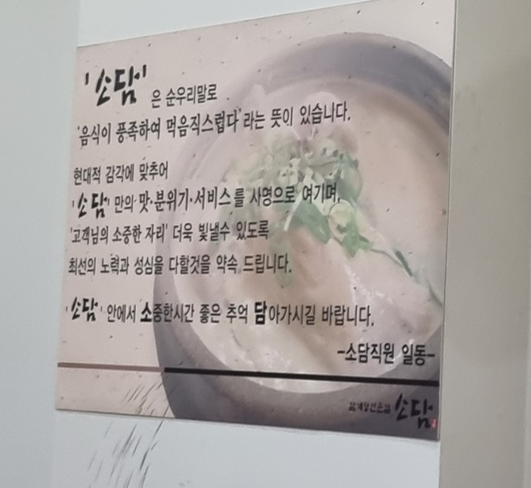 '소담'은 순우리말로
'음식이 풍족하여 먹음직스럽다'라는 뜻이 있습니다.
현대적 감각에 맞추어
'소담'만의 맛·분위기·서비스를 사명으로 여기며,
'고객님의 소중한 자리' 더욱 빛낼수 있도록
최선의 노력과 성심을 다할것을 약속 드립니다.
'소담' 안에서 소중한시간 좋은 추억 담아가시길 바랍니다.
-소담직원 일동-
소담